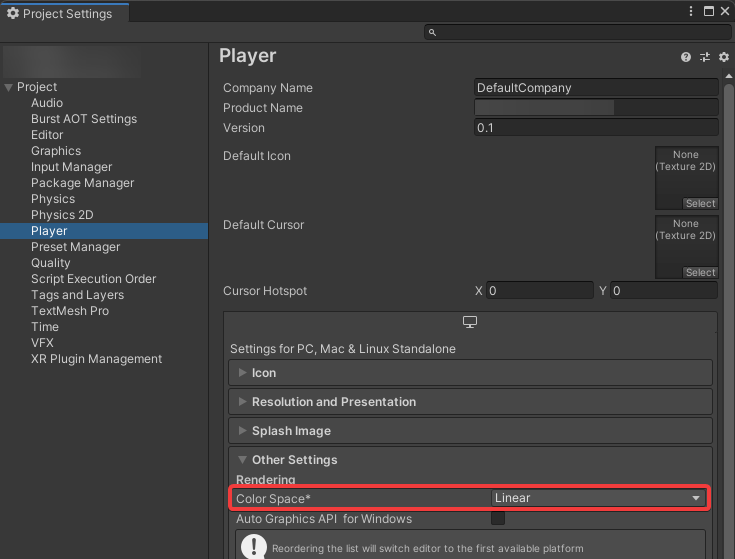 Project Settings
Player
Project
Audio
Burst AOT Settings
Editor
Graphics
Input Manager
Package Manager
Physics
Physics 2D
Player
Preset Manager
Quality
Script Execution Order
Tags and Layers
TextMesh Pro
Time
VFX
XR Plugin Management
Company Name DefaultCompany
Product Name
Version 0.1
Default Icon None
(Texture 2D)
Select
Default Cursor None
(Texture 2D)
Select
Cursor Hotspot X 0 Y 0
Settings for PC, Mac & Linux Standalone
Icon
Resolution and Presentation
Splash Image
Other Settings
Rendering
Color Space* Linear
Auto Graphics API for Windows
Reordering the list will switch editor to the first available platform